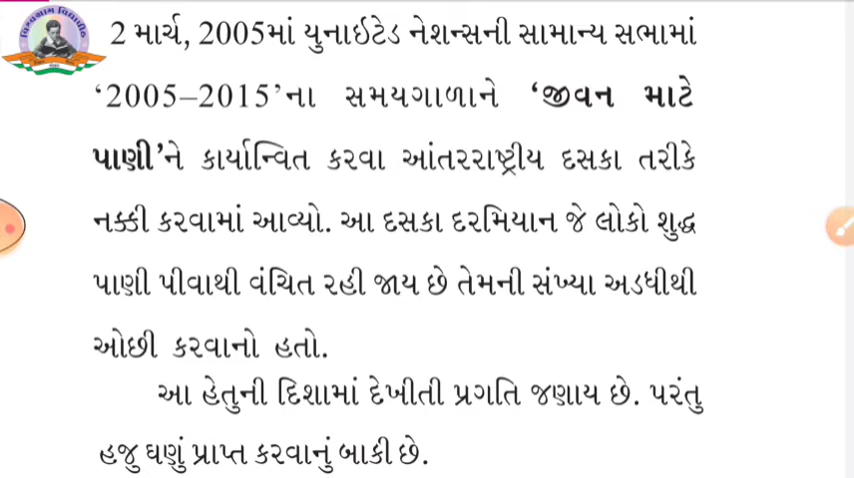 2 માર્ચ, 2005માં યુનાઇટેડ નેશન્સની સામાન્ય સભામાં
‘2005–2015’ના સમયગાળાને ‘જીવન માટે
પાણી’ને કાર્યાન્વિત કરવા આંતરરાષ્ટ્રીય દસકા તરીકે
નક્કી કરવામાં આવ્યો. આ દસકા દરમિયાન જે લોકો શુદ્ધ
પાણી પીવાથી વંચિત રહી જાય છે તેમની સંખ્યા અડધીથી
ઓછી કરવાનો હતો.
આ હેતુની દિશામાં દેખીતી પ્રગતિ જણાય છે. પરંતુ
હજુ ઘણું પ્રાપ્ત કરવાનું બાકી છે.